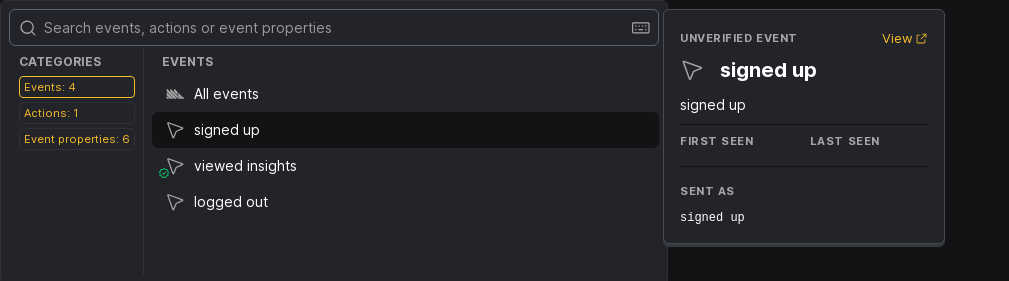 Search events, actions or event properties
CATEGORIES
Events: 4
Actions: 1
Event properties: 6
EVENTS
All events
signed up
viewed insights
logged out
UNVERIFIED EVENT
View
signed up
signed up
FIRST SEEN
LAST SEEN
SENT AS
signed up